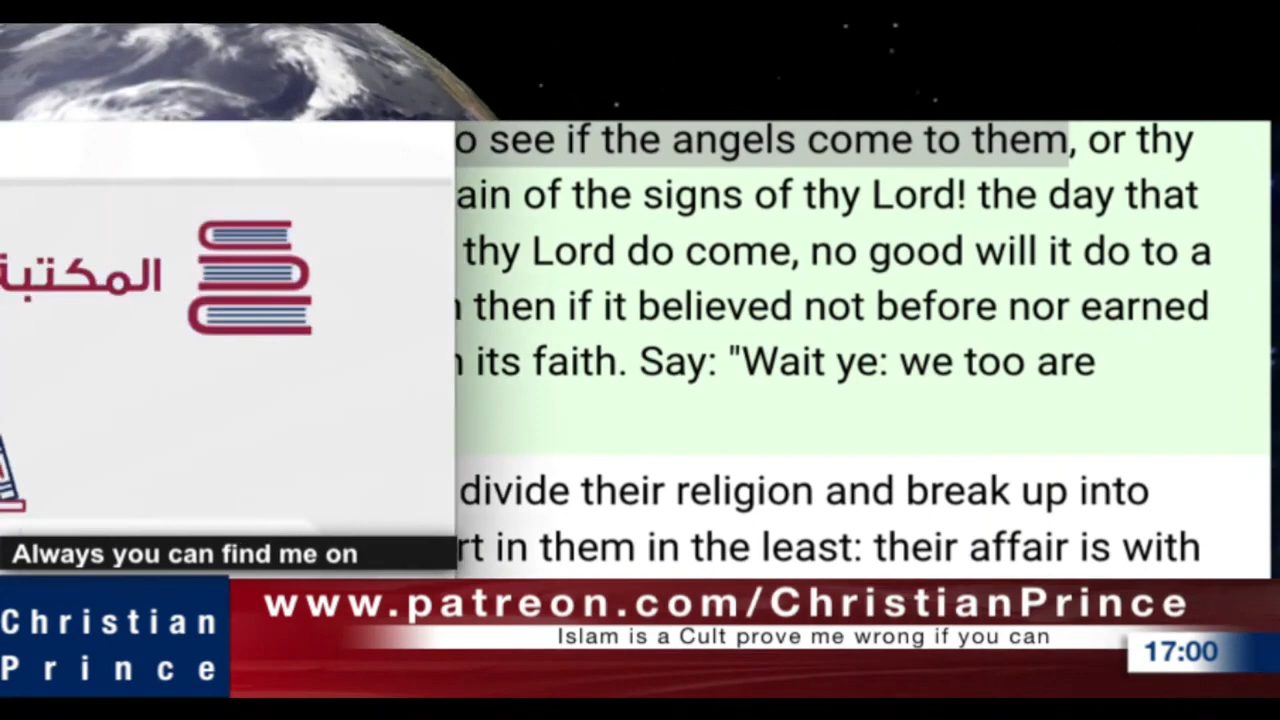 o see if the angels come to them, or thy
ain of the signs of thy Lord! the day that
thy Lord do come, no good will it do to a
then if it believed not before nor earned
its faith. Say: "Wait ye: we too are
المكتبة
divide their religion and break up into
rt in them in the least: their affair is with
Always you can find me on
www.patreon.com/ChristianPrince
Christian
Prince
Islam is a Cult prove me wrong if you can
17:00